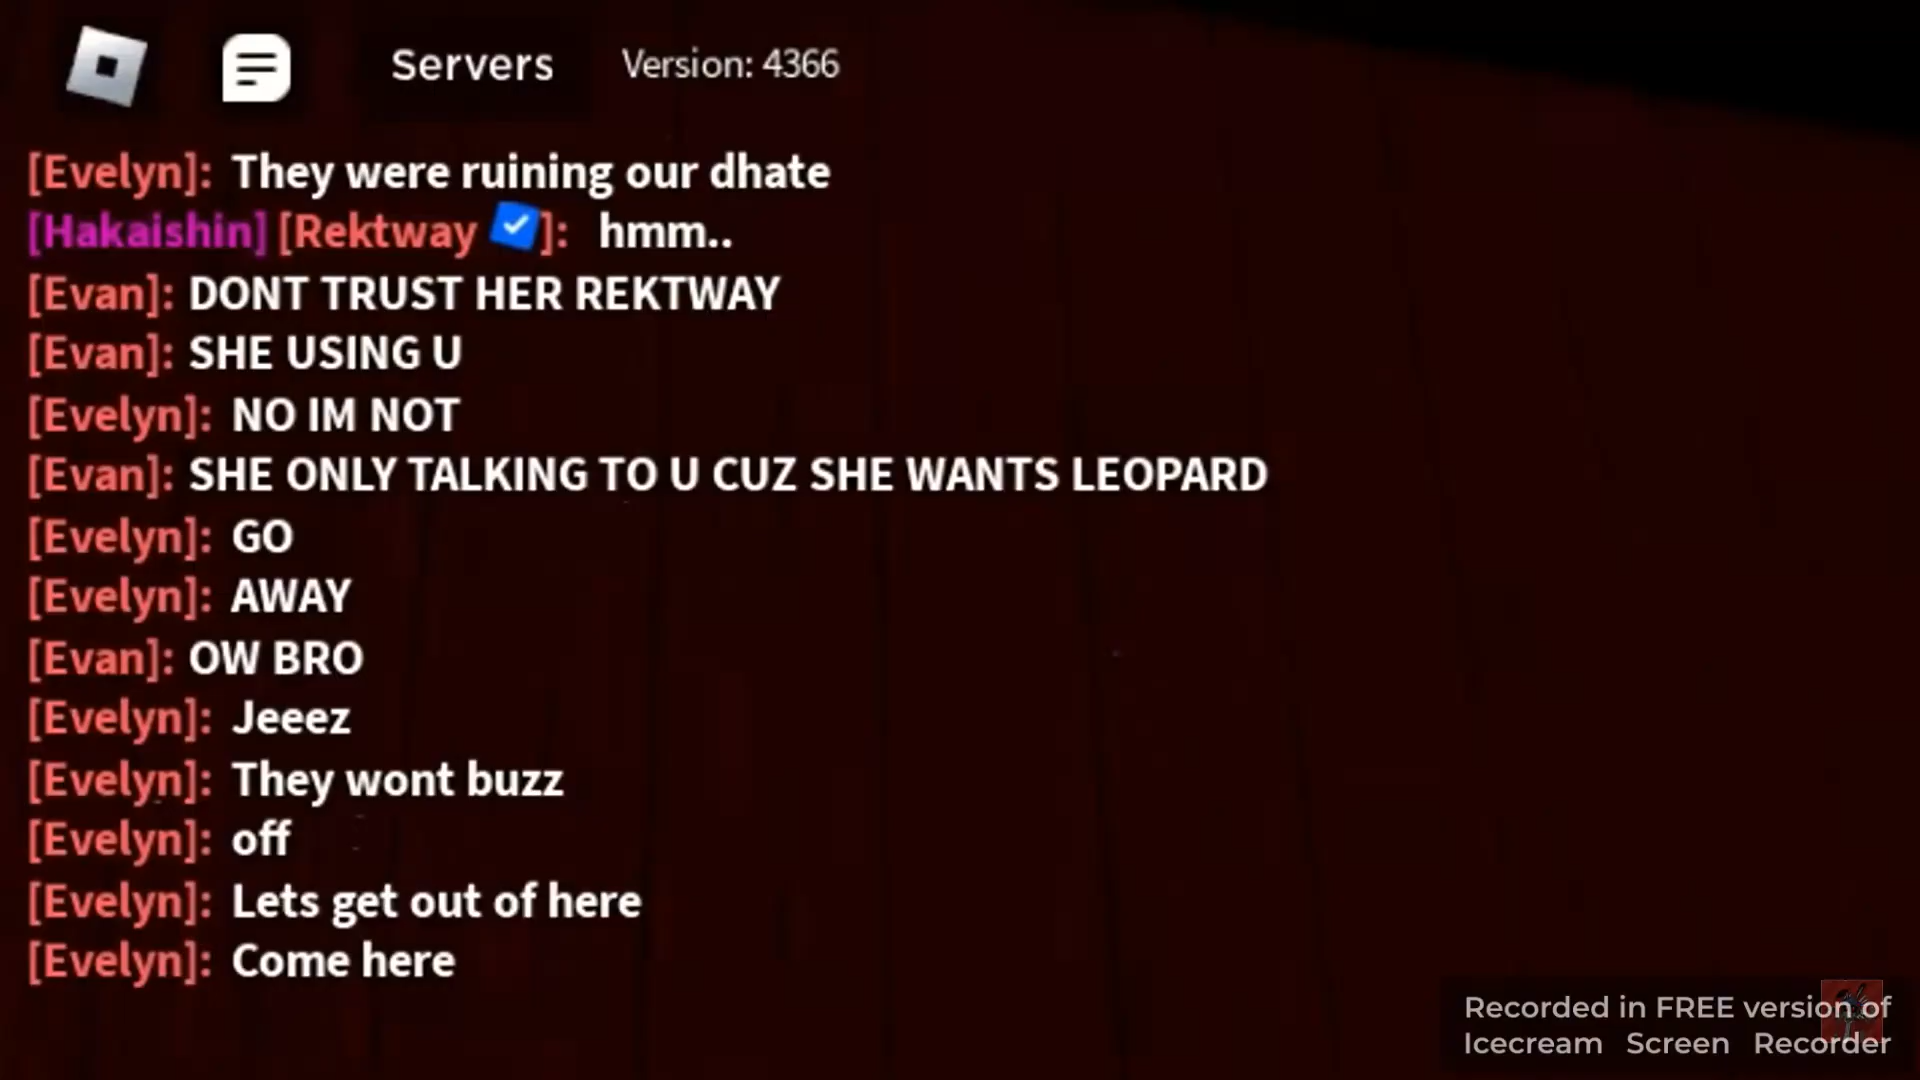 Servers Version: 4366
[Evelyn]: They were ruining our dhate
[Hakaishin] [Rektway ]: hmm..
[Evan]: DONT TRUST HER REKTWAY
[Evan]: SHE USING U
[Evelyn]: NO IM NOT
[Evan]: SHE ONLY TALKING TO U CUZ SHE WANTS LEOPARD
[Evelyn]: GO
[Evelyn]: AWAY
[Evan]: OW BRO
[Evelyn]: Jeeez
[Evelyn]: They wont buzz
[Evelyn]: off
[Evelyn]: Lets get out of here
[Evelyn]: Come here
Recorded in FREE version of
Icecream Screen Recorder